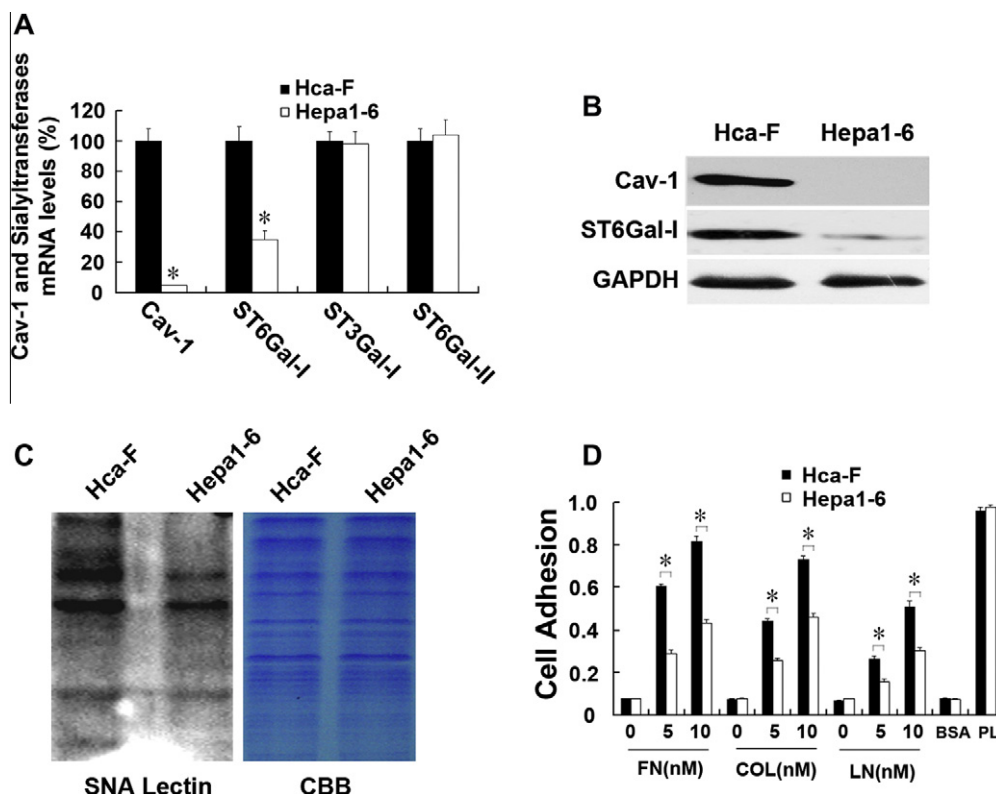 A
Cav-1 and Sialyltransferases
mRNA levels (%)
Hca-F
Hepa1-6
120
100
80
60
40
20
0
*
*
Cav-1
ST6Gal-I
ST3Gal-I
ST6Gal-II
B
Hca-F Hepa1-6
Cav-1
ST6Gal-I
GAPDH
C
Hca-F Hepa1-6 Hca-F Hepa1-6
SNA Lectin CBB
D
Hca-F
Hepa1-6
Cell Adhesion
1.0
0.8
0.6
0.4
0.2
0
* * * * * *
0 5 10 0 5 10 0 5 10 BSA PL
FN(nM) COL(nM) LN(nM)